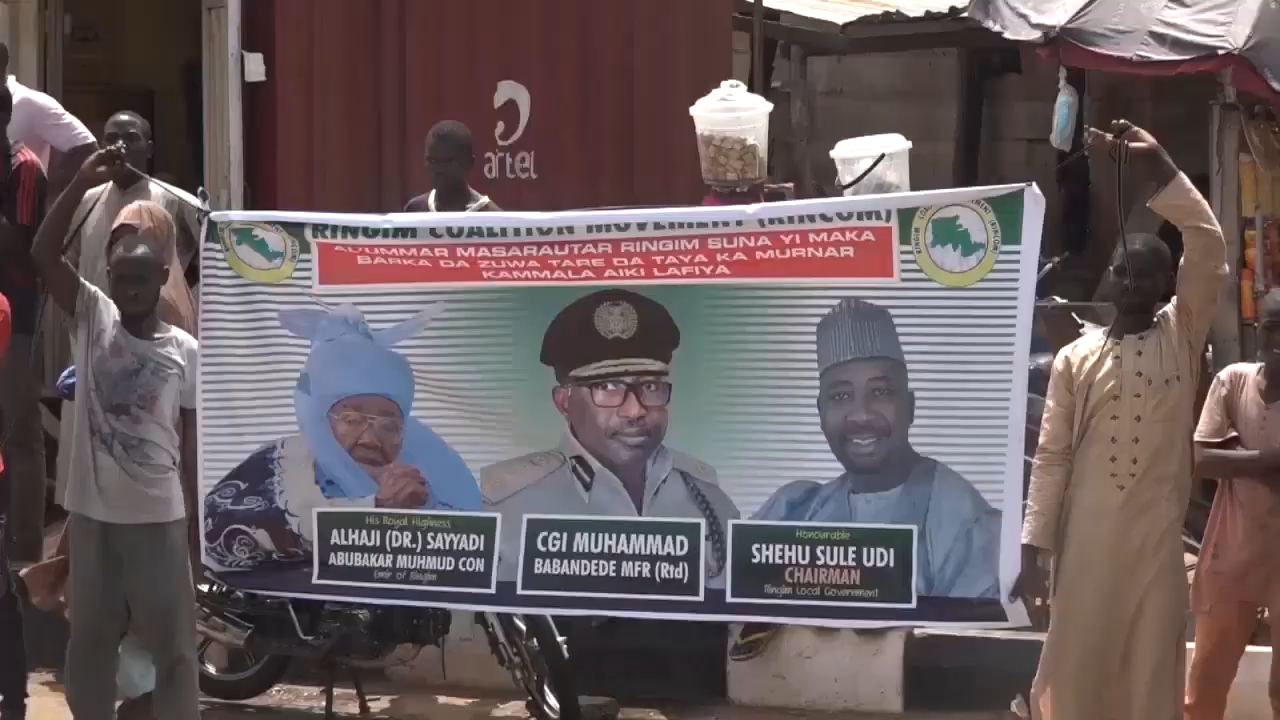 airtel
RINGIM COALITION MOVEMENT (RINCOM)
AL'UMMAR MASARAUTAR RINGIM SUNA YI MAKA
BARKA DA ZUWA TARE DA TAYA KA MURNAR
KAMMALA AIKI LAFIYA
His Royal Highness
ALHAJI (DR.) SAYYADI
ABUBAKAR MUHMUD CON
Emir of Ringim
CGI MUHAMMAD
BABANDEDE MFR (Rtd)
Honourable
SHEHU SULE UDI
CHAIRMAN
Ringim Local Government